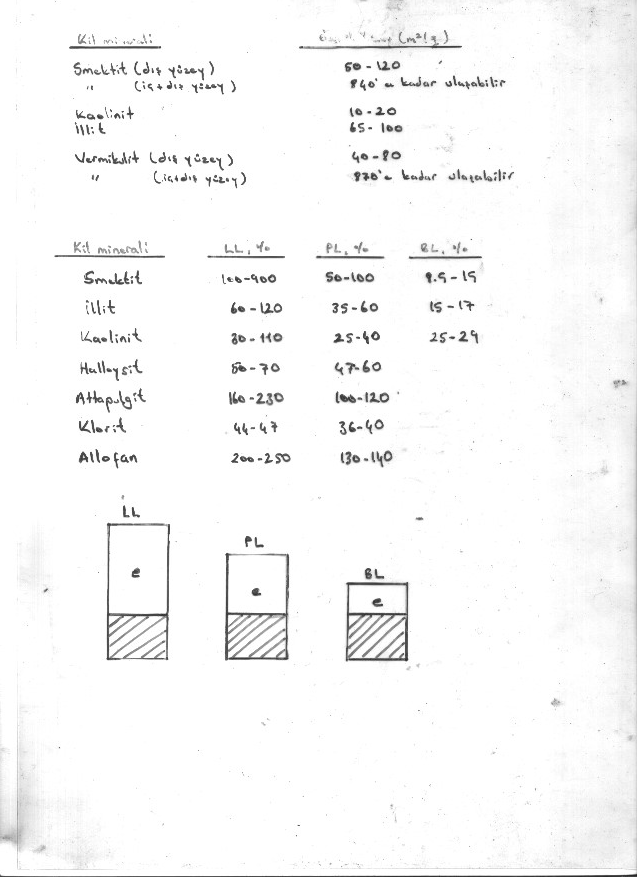 Kil minerali (m²/g)
Smektit (dış yüzey) 50-120
" (iç+dış yüzey) 840'a kadar ulaşabilir
Kaolinit 10-20
İllit 65-100
Vermikulit (dış yüzey) 40-80
" (iç+dış yüzey) 870'e kadar ulaşabilir
Kil minerali LL, % PL, % BL, %
Smektit 100-900 50-100 8.5-15
İllit 60-120 35-60 15-17
Kaolinit 30-110 25-40 25-29
Halloysit 50-70 47-60
Attapulgit 160-230 100-120
Klorit 44-47 36-40
Allofan 200-250 130-140
LL
PL
BL
e
e
e